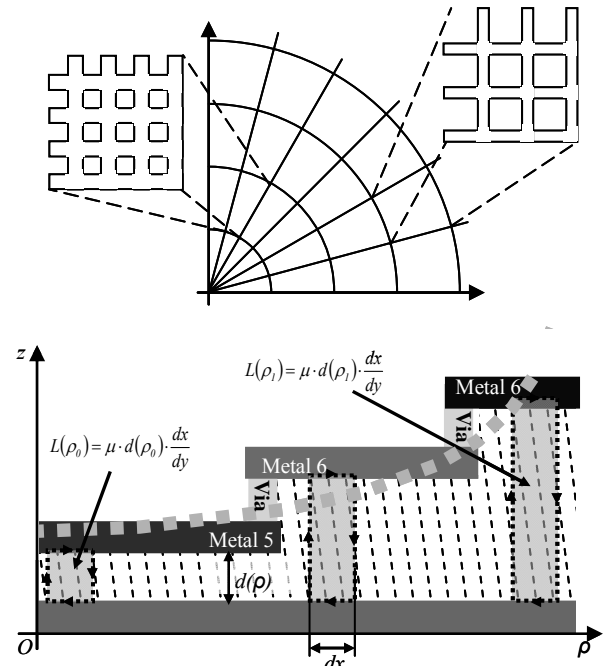 z
L(ρ₁) = μ · d(ρ₁) · dx/dy
L(ρ₀) = μ · d(ρ₀) · dx/dy
Metal 6
Via
Metal 6
Via
Metal 5
d(ρ)
O
dx
ρ